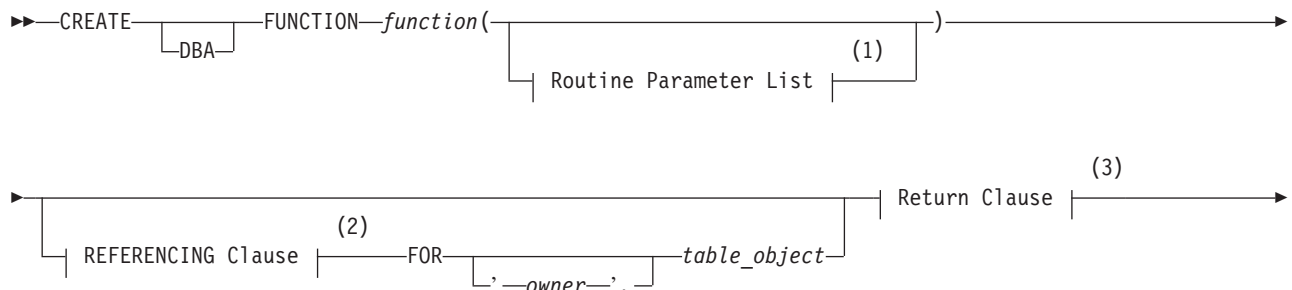 CREATE FUNCTION function( )
DBA (1)
Routine Parameter List
(3)
Return Clause
(2)
REFERENCING Clause FOR table_object
' owner '.